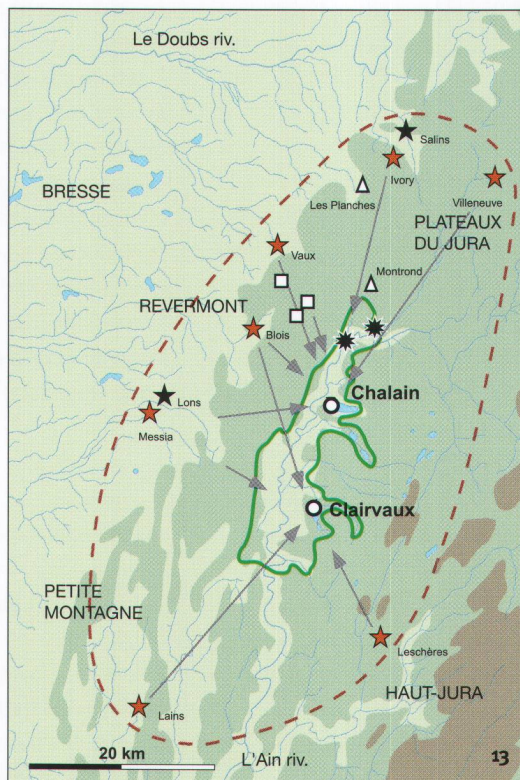 Le Doubs riv.
Salins
Ivory
BRESSE
Les Planches
Villeneuve
PLATEAUX
DU JURA
Vaux
Montrond
REVERMONT
Blois
Chalain
Lons
Messia
Clairvaux
PETITE
MONTAGNE
Leschères
HAUT-JURA
Lains
20 km
L'Ain riv.
13